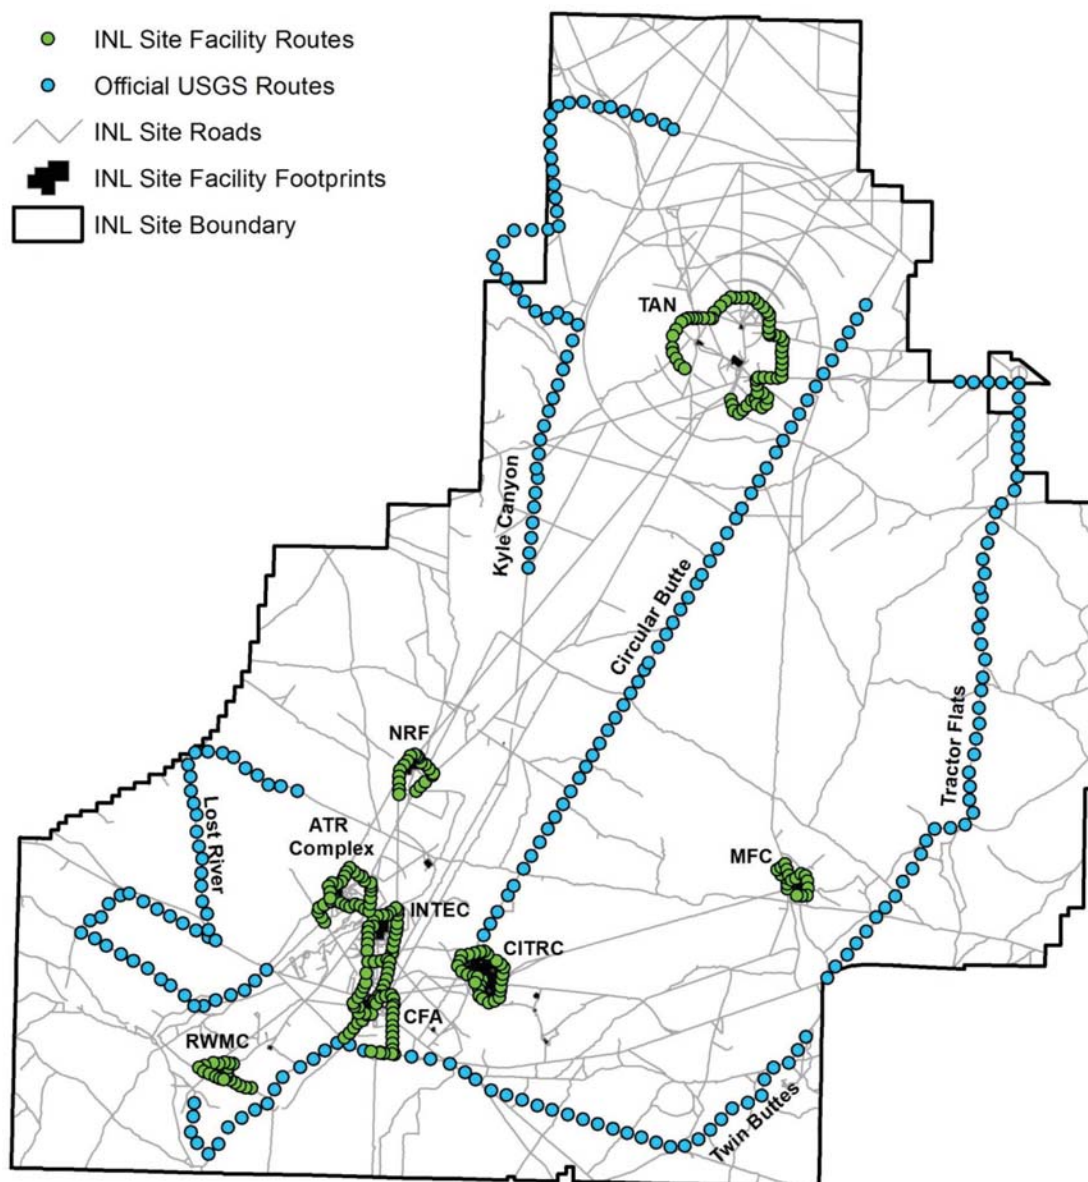 INL Site Facility Routes
Official USGS Routes
INL Site Roads
INL Site Facility Footprints
INL Site Boundary
TAN
Kyle Canyon
Circular Butte
Tractor Flats
NRF
Lost River
ATR
Complex
MFC
INTEC
CITRC
CFA
RWMC
Twin Buttes